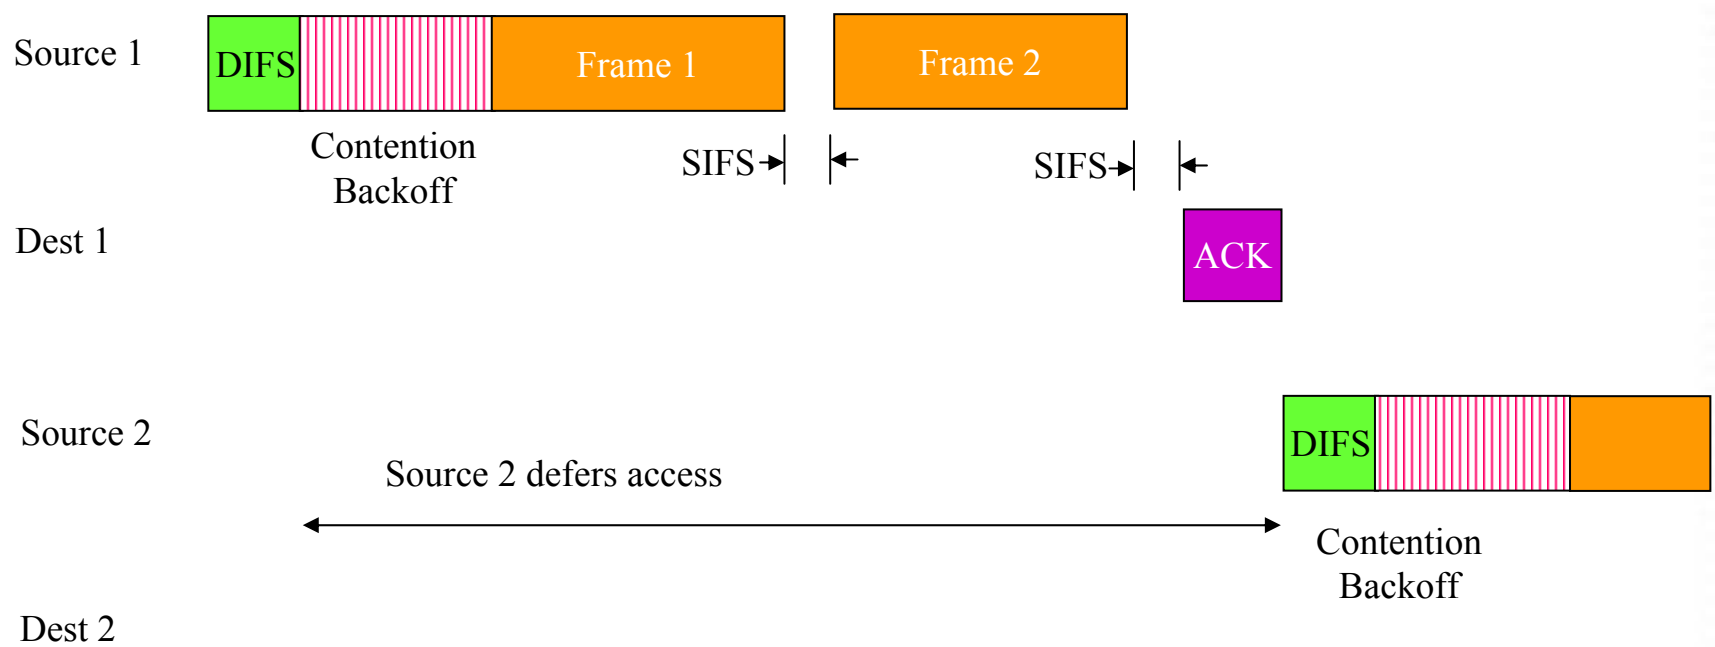 Source 1
DIFS
Frame 1
Frame 2
Contention
Backoff
SIFS
SIFS
Dest 1
ACK
Source 2
DIFS
Source 2 defers access
Contention
Backoff
Dest 2